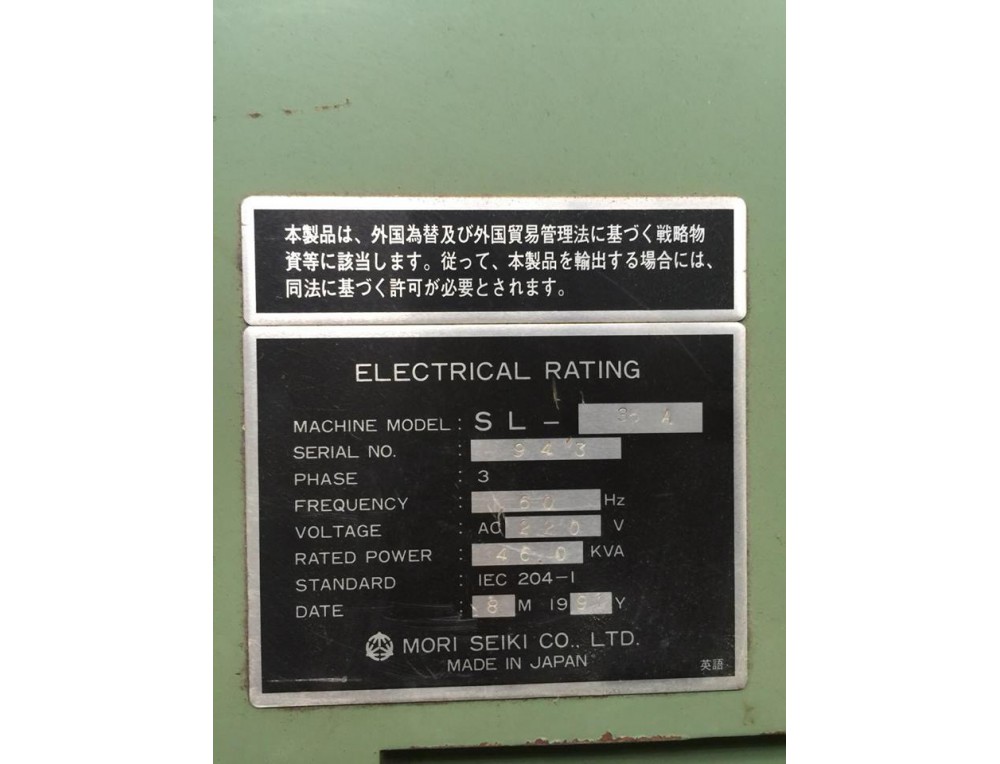 本製品は、外国為替及び外国貿易管理法に基づく戦略物
資等に該当します。従って、本製品を輸出する場合には、
同法に基づく許可が必要とされます。
ELECTRICAL RATING
MACHINE MODEL : SL-
SERIAL NO. : 943
PHASE : 3
FREQUENCY : 60 Hz
VOLTAGE : AC 220 V
RATED POWER : 46.0 KVA
STANDARD : IEC 204-1
DATE : 8 M 19 Y
MORI SEIKI CO., LTD.
MADE IN JAPAN
英語